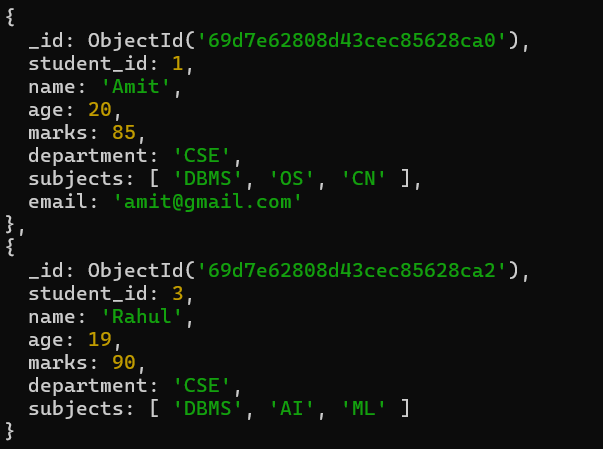 {
  _id: ObjectId('69d7e62808d43cec85628ca0'),
  student_id: 1,
  name: 'Amit',
  age: 20,
  marks: 85,
  department: 'CSE',
  subjects: [ 'DBMS', 'OS', 'CN' ],
  email: 'amit@gmail.com'
},
{
  _id: ObjectId('69d7e62808d43cec85628ca2'),
  student_id: 3,
  name: 'Rahul',
  age: 19,
  marks: 90,
  department: 'CSE',
  subjects: [ 'DBMS', 'AI', 'ML' ]
}